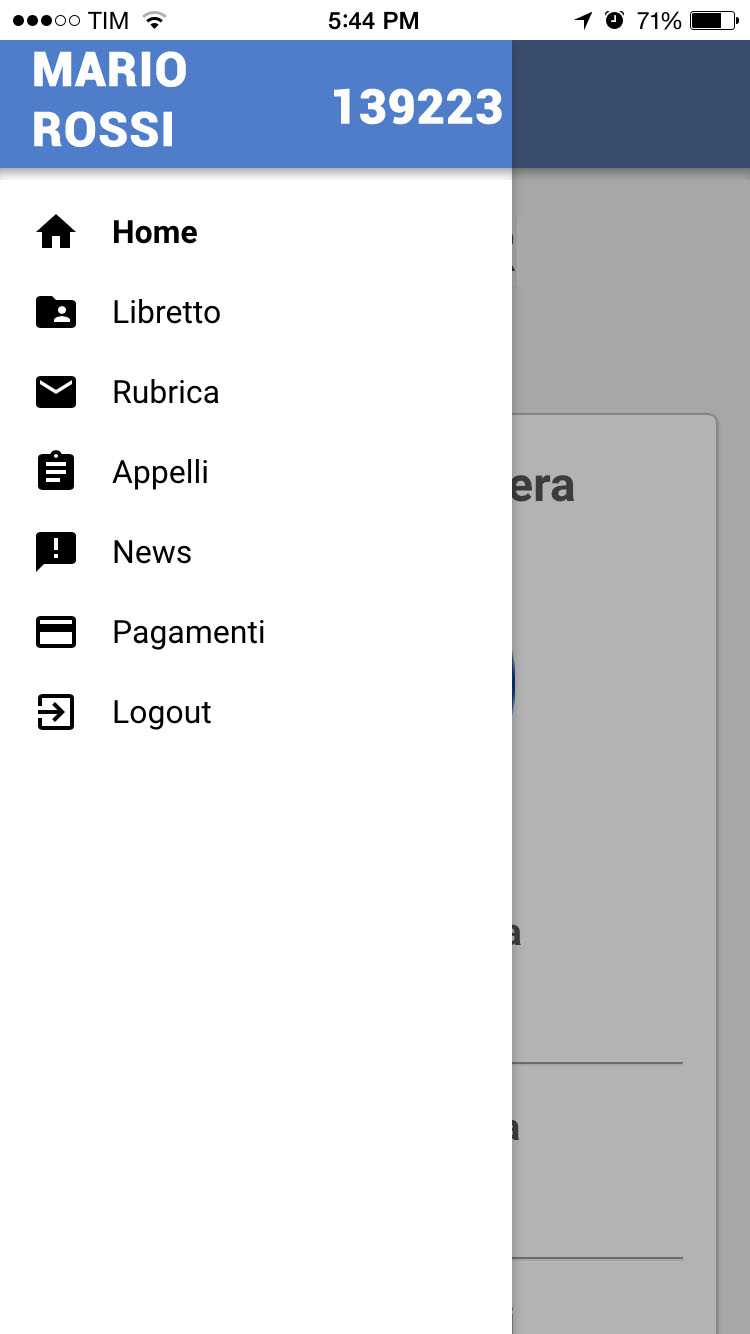 TIM 5:44 PM 71%
MARIO
ROSSI
139223
Home
Libretto
era
Rubrica
Appelli
News
Pagamenti
Logout
a
a